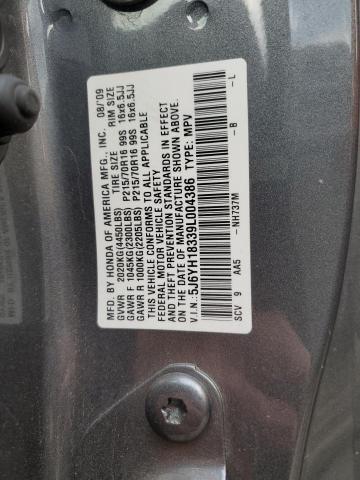 MFD. BY HONDA OF AMERICA MFG., INC. 08/'09
TIRE SIZE RIM SIZE
GVWR 2020KG(4450LBS)
GAWR F 1045KG(2300LBS) P215/70R16 99S 16x6.5JJ
GAWR R 1000KG(2205LBS) P215/70R16 99S 16x6.5JJ
THIS VEHICLE CONFORMS TO ALL APPLICABLE
FEDERAL MOTOR VEHICLE SAFETY
AND THEFT PREVENTION STANDARDS IN EFFECT
ON THE DATE OF MANUFACTURE SHOWN ABOVE.
V.I.N.: 5J6YH18339L004386 TYPE: MPV
SCV 9 AA5 -NH737M -B -L